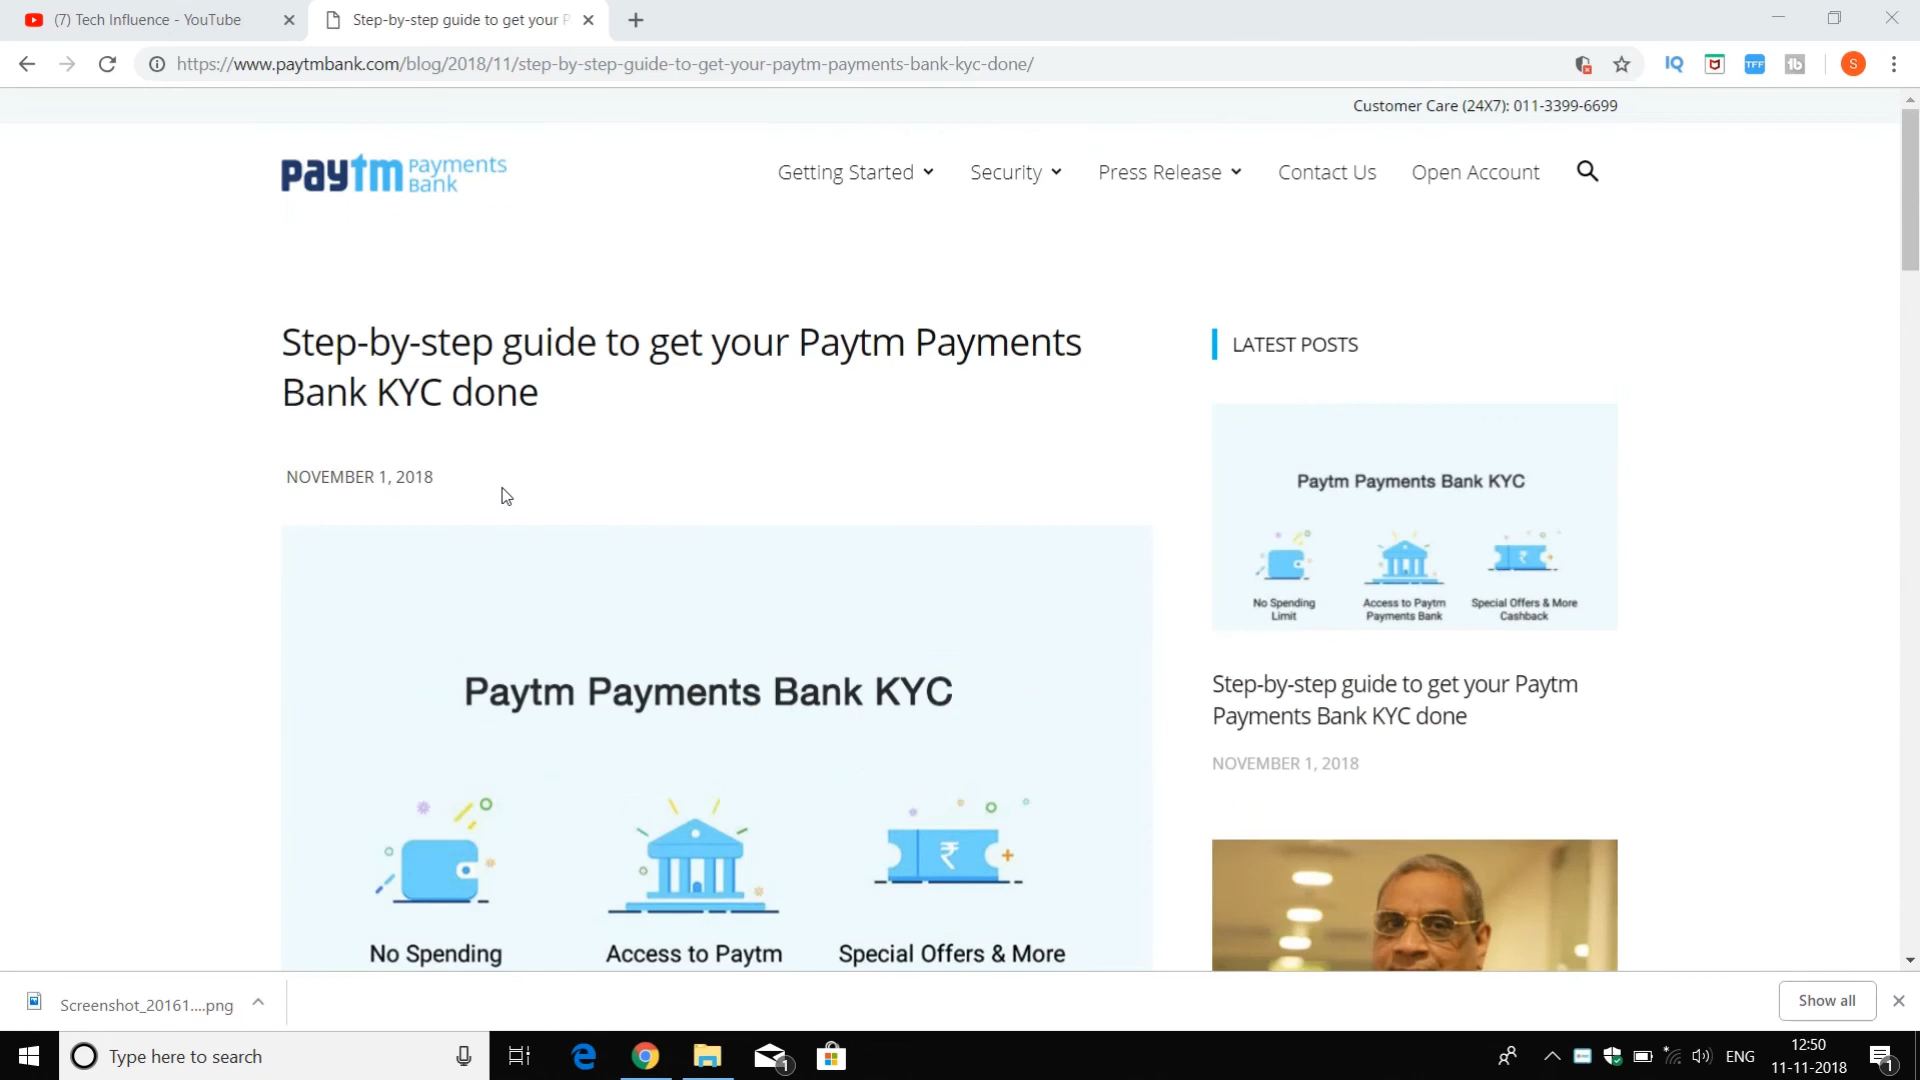 (7) Tech Influence - YouTube
Step-by-step guide to get your P
https://www.paytmbank.com/blog/2018/11/step-by-step-guide-to-get-your-paytm-payments-bank-kyc-done/
IQ
TFF
tb
S
Customer Care (24X7): 011-3399-6699
paytm Payments
Bank
Getting Started
Security
Press Release
Contact Us
Open Account
Step-by-step guide to get your Paytm Payments
Bank KYC done
NOVEMBER 1, 2018
Paytm Payments Bank KYC
No Spending
Access to Paytm
Special Offers & More
LATEST POSTS
Paytm Payments Bank KYC
No Spending
Limit
Access to Paytm
Payments Bank
Special Offers & More
Cashback
Step-by-step guide to get your Paytm
Payments Bank KYC done
NOVEMBER 1, 2018
Screenshot_20161....png
Show all
Type here to search
1
ENG
12:50
11-11-2018
1